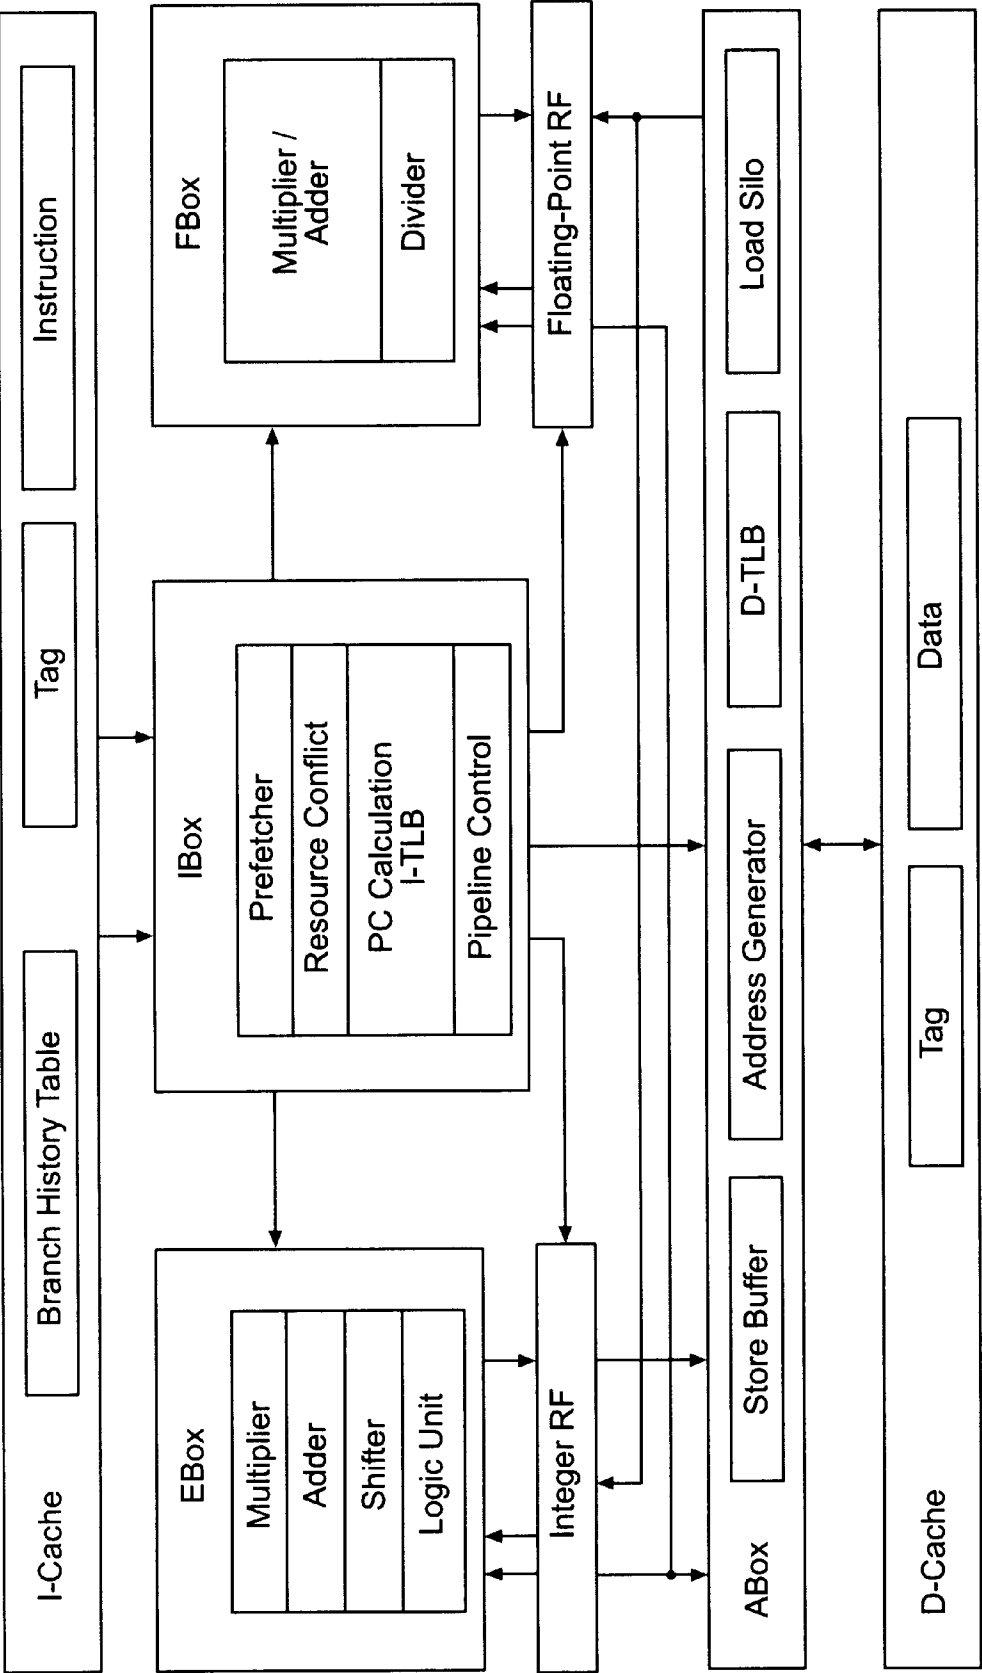 I-Cache
Branch History Table
Tag
Instruction
EBox
Multiplier
Adder
Shifter
Logic Unit
IBox
Prefetcher
Resource Conflict
PC Calculation
I-TLB
Pipeline Control
FBox
Multiplier /
Adder
Divider
Integer RF
Floating-Point RF
ABox
Store Buffer
Address Generator
D-TLB
Load Silo
D-Cache
Tag
Data